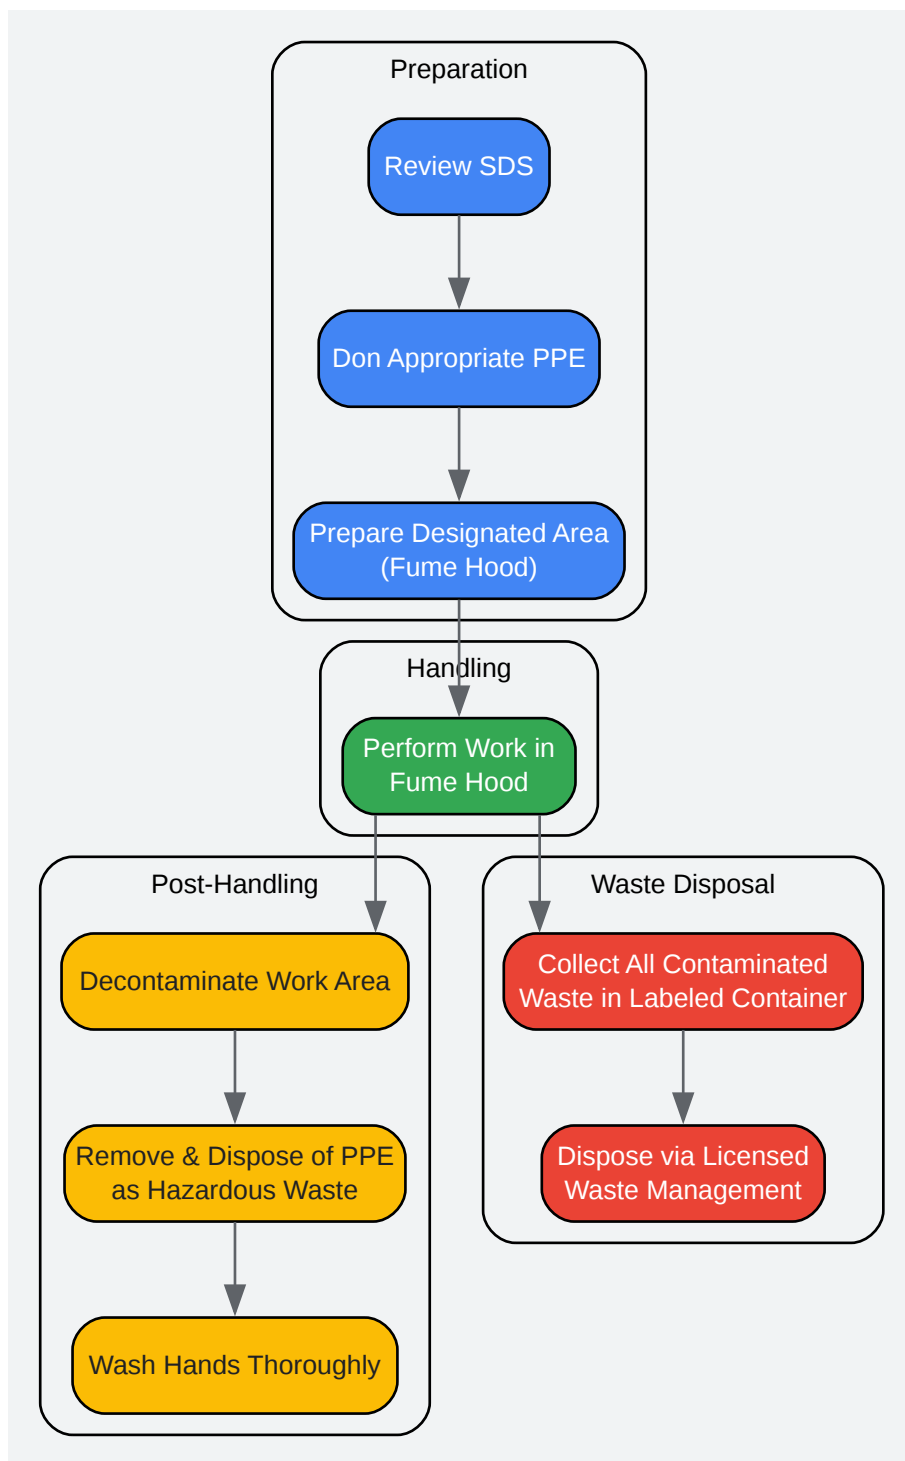 Preparation
Review SDS
Don Appropriate PPE
Prepare Designated Area
(Fume Hood)
Handling
Perform Work in
Fume Hood
Post-Handling
Decontaminate Work Area
Remove & Dispose of PPE
as Hazardous Waste
Wash Hands Thoroughly
Waste Disposal
Collect All Contaminated
Waste in Labeled Container
Dispose via Licensed
Waste Management